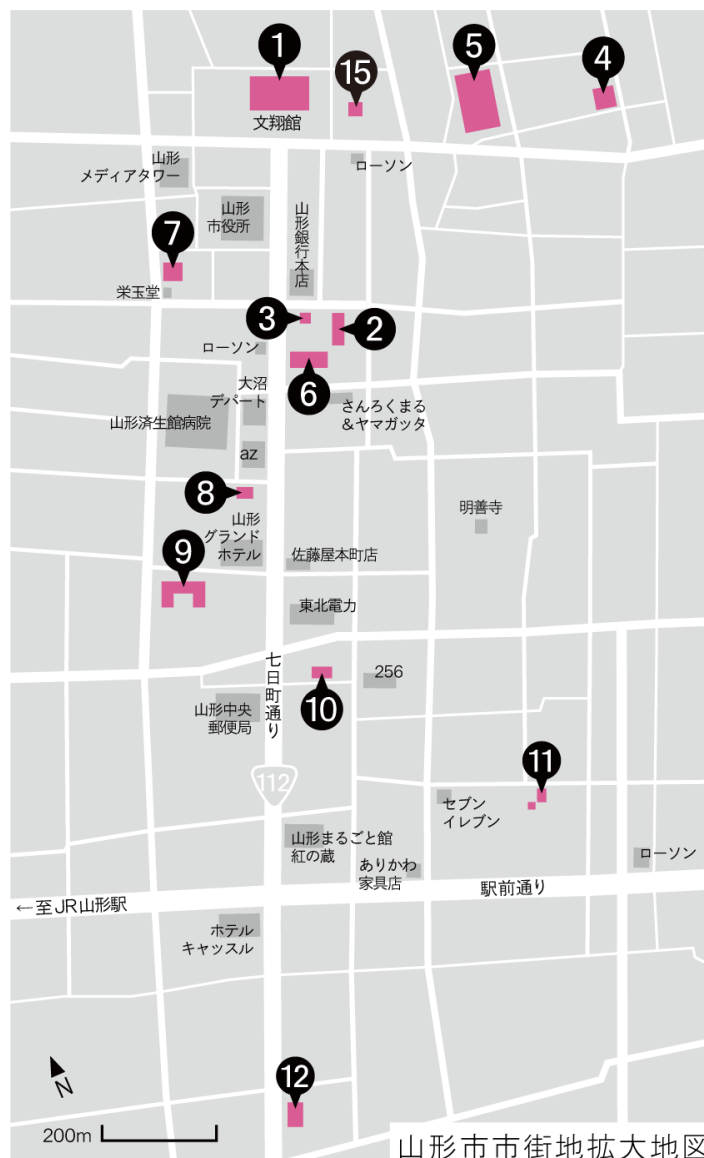 1
15
5
4
文翔館
山形
メディアタワー
ローソン
山形
市役所
山形銀行本店
7
栄玉堂
3
2
ローソン
6
大沼
デパート
さんろくまる
&ヤマガッタ
山形済生館病院
az
8
明善寺
山形
グランド
ホテル
佐藤屋本町店
9
東北電力
七日町通り
256
10
山形中央
郵便局
11
112
セブン
イレブン
山形まるごと館
紅の蔵
ありかわ
家具店
ローソン
駅前通り
←至JR山形駅
ホテル
キャッスル
12
N
200m
山形市市街地拡大地図